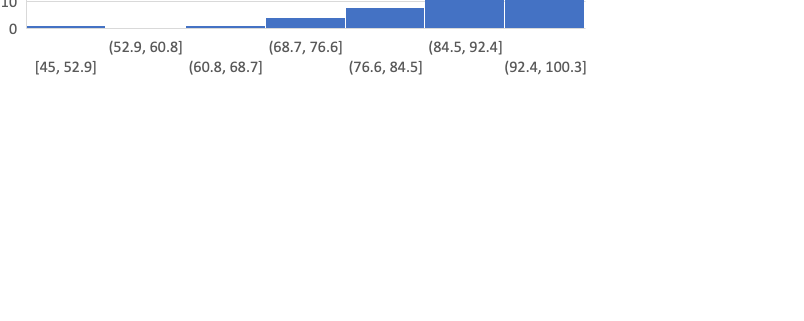 10
0
(52.9, 60.8] (68.7, 76.6] (84.5, 92.4]
[45, 52.9] (60.8, 68.7] (76.6, 84.5] (92.4, 100.3]